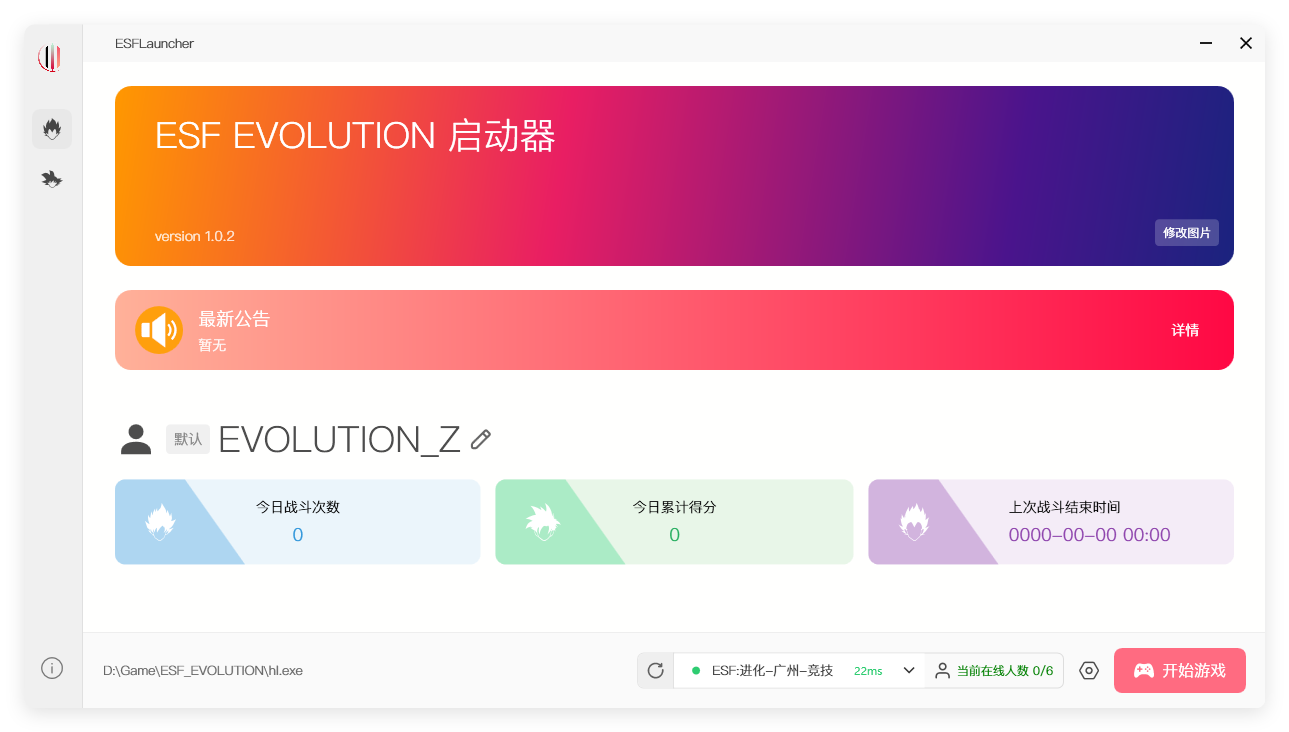 ESFLauncher
ESF EVOLUTION 启动器
version 1.0.2
修改图片
最新公告
暂无
详情
默认 EVOLUTION_Z
今日战斗次数
0
今日累计得分
0
上次战斗结束时间
0000-00-00 00:00
D:\Game\ESF_EVOLUTION\hl.exe
ESF:进化-广州-竞技 22ms
当前在线人数 0/6
开始游戏